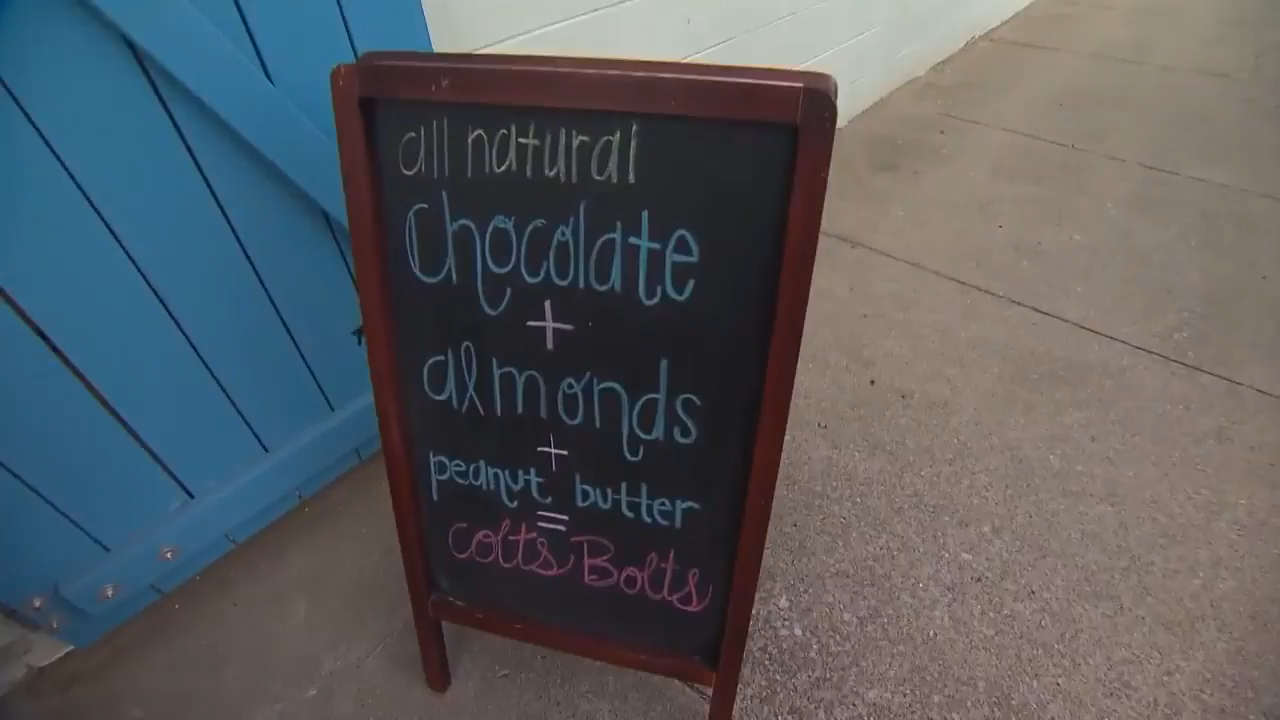 all natural
chocolate
+
almonds
+
peanut butter
=
colts Bolts